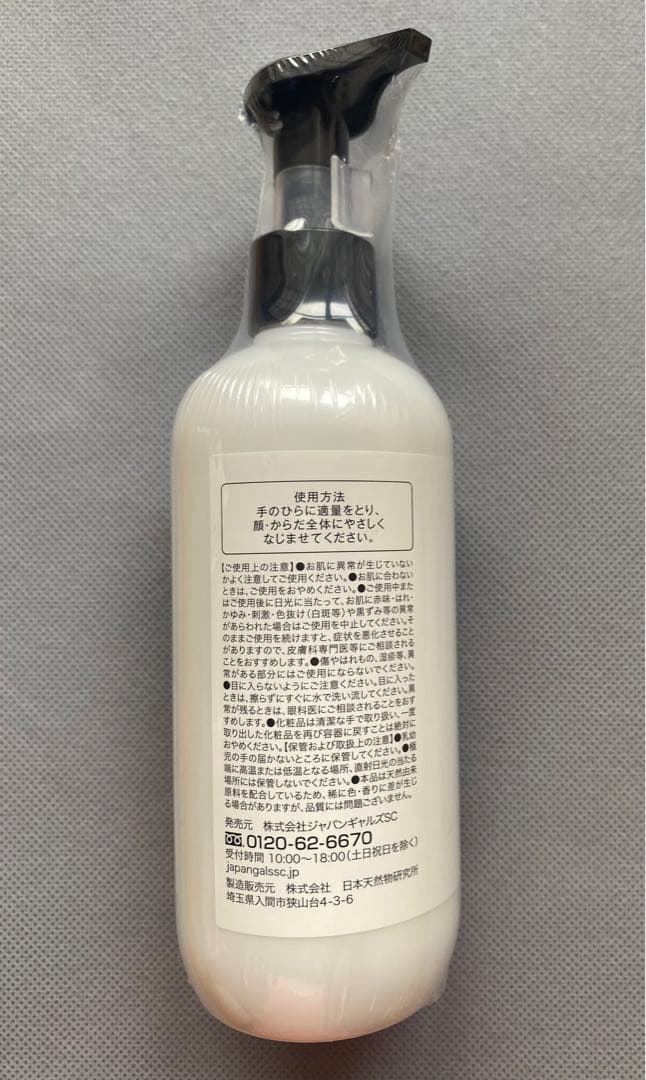 使用方法
手のひらに適量をとり、
顔・からだ全体にやさしく
なじませてください。
【ご使用上の注意】●お肌に異常が生じていない
かよく注意してご使用ください。●お肌に合わない
ときは、ご使用をおやめください。●ご使用中また
はご使用後に日光に当たって、お肌に赤味・はれ・
かゆみ・刺激・色抜け(白斑等)や黒ずみ等の異常
があらわれた場合はご使用を中止してください。そ
のままご使用を続けますと、症状を悪化させること
がありますので、皮膚科専門医等にご相談される
ことをおすすめします。●傷やはれもの、湿疹等、異
常がある部分にはご使用にならないでください。
●目に入らないようにご注意ください。目に入った
ときは、擦らずにすぐに水で洗い流してください。異
常が残るときは、眼科医にご相談されることをおす
すめします。●化粧品は清潔な手で取り扱い、一度
取り出した化粧品を再び容器に戻すことは絶対に
おやめください。【保管および取扱上の注意】●乳幼
児の手の届かないところに保管してください。●極
端に高温または低温となる場所、直射日光の当たる
場所には保管しないでください。●本品は天然由来
原料を配合しているため、稀に色・香りに差が生じ
る場合がありますが、品質には問題ございません。
発売元 株式会社ジャパンギャルズSC
0120-62-6670
受付時間 10:00〜18:00(土日祝日を除く)
japangalssc.jp
製造販売元 株式会社 日本天然物研究所
埼玉県入間市狭山台4-3-6